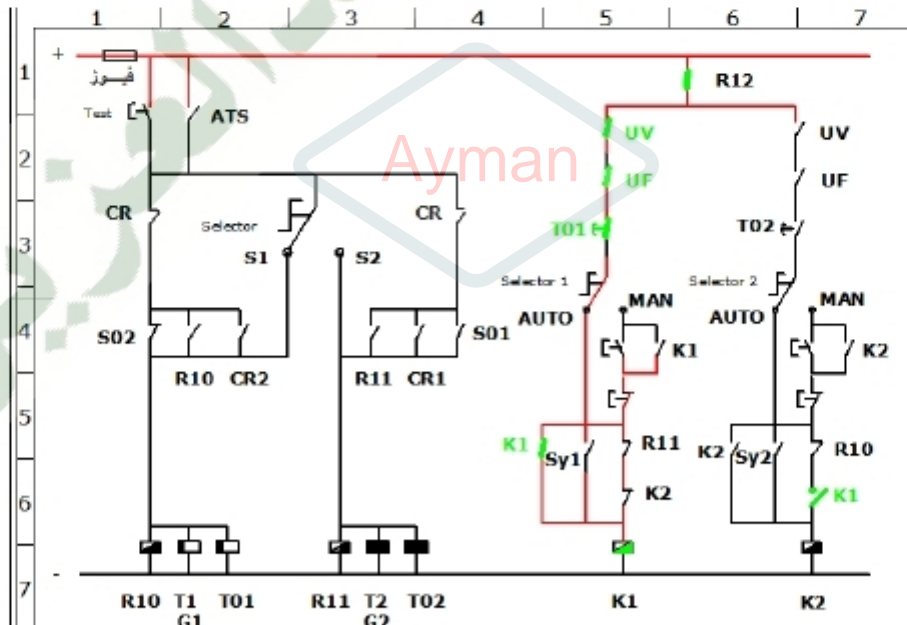 1 2 3 4 5 6 7
+
1
فيوز
R12
Test
ATS
UV
UV
2
Ayman
UF
UF
CR
Selector
CR
T01
T02
3
S1
S2
Selector 1
Selector 2
AUTO
MAN
AUTO
MAN
4
S02
S01
K1
K2
R10
CR2
R11
CR1
5
K1
Sy1
R11
K2
Sy2
R10
6
K2
K1
7
-
R10 T1 T01 R11 T2 T02 K1 K2
G1 G2